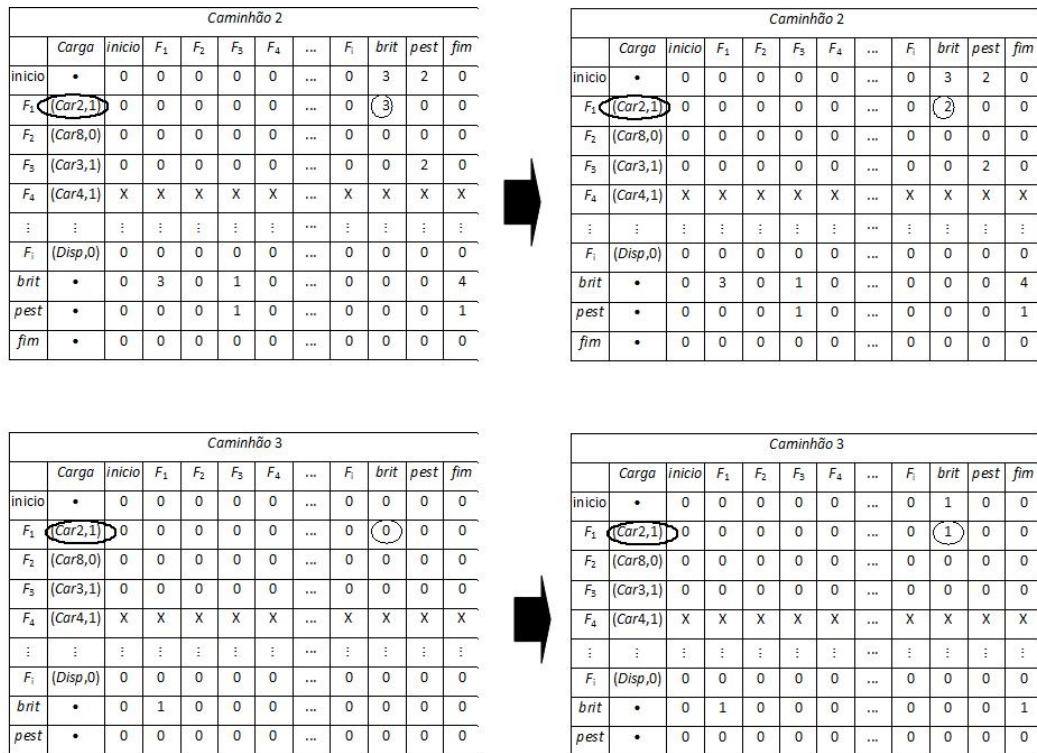 Caminhão 2
Carga inicio F1 F2 F3 F4 ... Fi brit pest fim
inicio • 0 0 0 0 0 ... 0 3 2 0
F1 (Car2,1) 0 0 0 0 0 ... 0 3 0 0
F2 (Car8,0) 0 0 0 0 0 ... 0 0 0 0
F3 (Car3,1) 0 0 0 0 0 ... 0 0 2 0
F4 (Car4,1) X X X X X ... X X X X
⋮ ⋮ ⋮ ⋮ ⋮ ⋮ ⋮ ... ⋮ ⋮ ⋮ ⋮
Fi (Disp,0) 0 0 0 0 0 ... 0 0 0 0
brit • 0 3 0 1 0 ... 0 0 0 4
pest • 0 0 0 1 0 ... 0 0 0 1
fim • 0 0 0 0 0 ... 0 0 0 0
Caminhão 2
Carga inicio F1 F2 F3 F4 ... Fi brit pest fim
inicio • 0 0 0 0 0 ... 0 3 2 0
F1 (Car2,1) 0 0 0 0 0 ... 0 2 0 0
F2 (Car8,0) 0 0 0 0 0 ... 0 0 0 0
F3 (Car3,1) 0 0 0 0 0 ... 0 0 2 0
F4 (Car4,1) X X X X X ... X X X X
⋮ ⋮ ⋮ ⋮ ⋮ ⋮ ⋮ ... ⋮ ⋮ ⋮ ⋮
Fi (Disp,0) 0 0 0 0 0 ... 0 0 0 0
brit • 0 3 0 1 0 ... 0 0 0 4
pest • 0 0 0 1 0 ... 0 0 0 1
fim • 0 0 0 0 0 ... 0 0 0 0
Caminhão 3
Carga inicio F1 F2 F3 F4 ... Fi brit pest fim
inicio • 0 0 0 0 0 ... 0 0 0 0
F1 (Car2,1) 0 0 0 0 0 ... 0 0 0 0
F2 (Car8,0) 0 0 0 0 0 ... 0 0 0 0
F3 (Car3,1) 0 0 0 0 0 ... 0 0 0 0
F4 (Car4,1) X X X X X ... X X X X
⋮ ⋮ ⋮ ⋮ ⋮ ⋮ ⋮ ... ⋮ ⋮ ⋮ ⋮
Fi (Disp,0) 0 0 0 0 0 ... 0 0 0 0
brit • 0 1 0 0 0 ... 0 0 0 0
pest • 0 0 0 0 0 ... 0 0 0 0
Caminhão 3
Carga inicio F1 F2 F3 F4 ... Fi brit pest fim
inicio • 0 0 0 0 0 ... 0 1 0 0
F1 (Car2,1) 0 0 0 0 0 ... 0 1 0 0
F2 (Car8,0) 0 0 0 0 0 ... 0 0 0 0
F3 (Car3,1) 0 0 0 0 0 ... 0 0 0 0
F4 (Car4,1) X X X X X ... X X X X
⋮ ⋮ ⋮ ⋮ ⋮ ⋮ ⋮ ... ⋮ ⋮ ⋮ ⋮
Fi (Disp,0) 0 0 0 0 0 ... 0 0 0 0
brit • 0 1 0 0 0 ... 0 0 0 1
pest • 0 0 0 0 0 ... 0 0 0 0